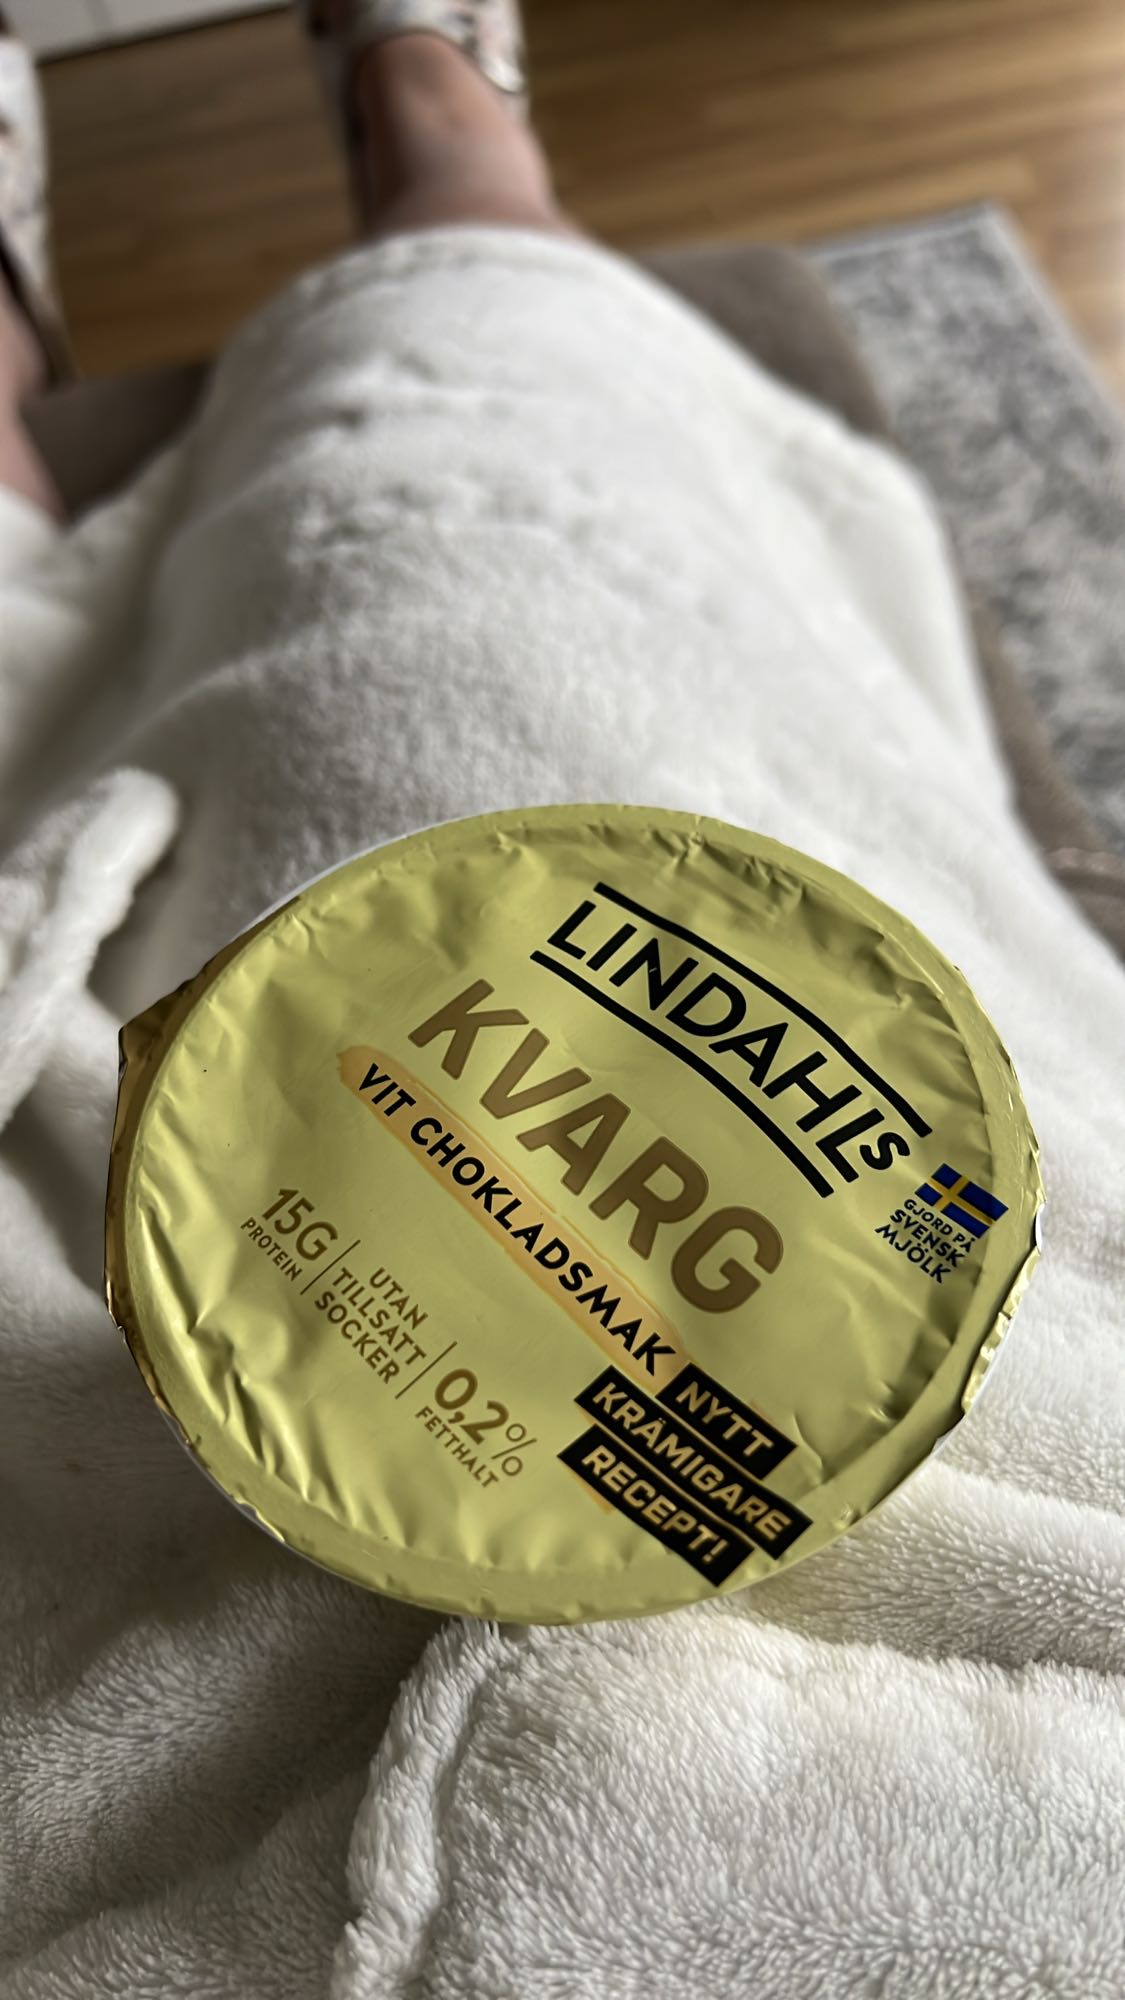 LINDAHLS
KVARG
VIT CHOKLADSMAK
GJORD PÅ
SVENSK
MJÖLK
15G
PROTEIN
UTAN
TILLSATT
SOCKER
0,2%
FETTHALT
NYTT
KRÄMIGARE
RECEPT!